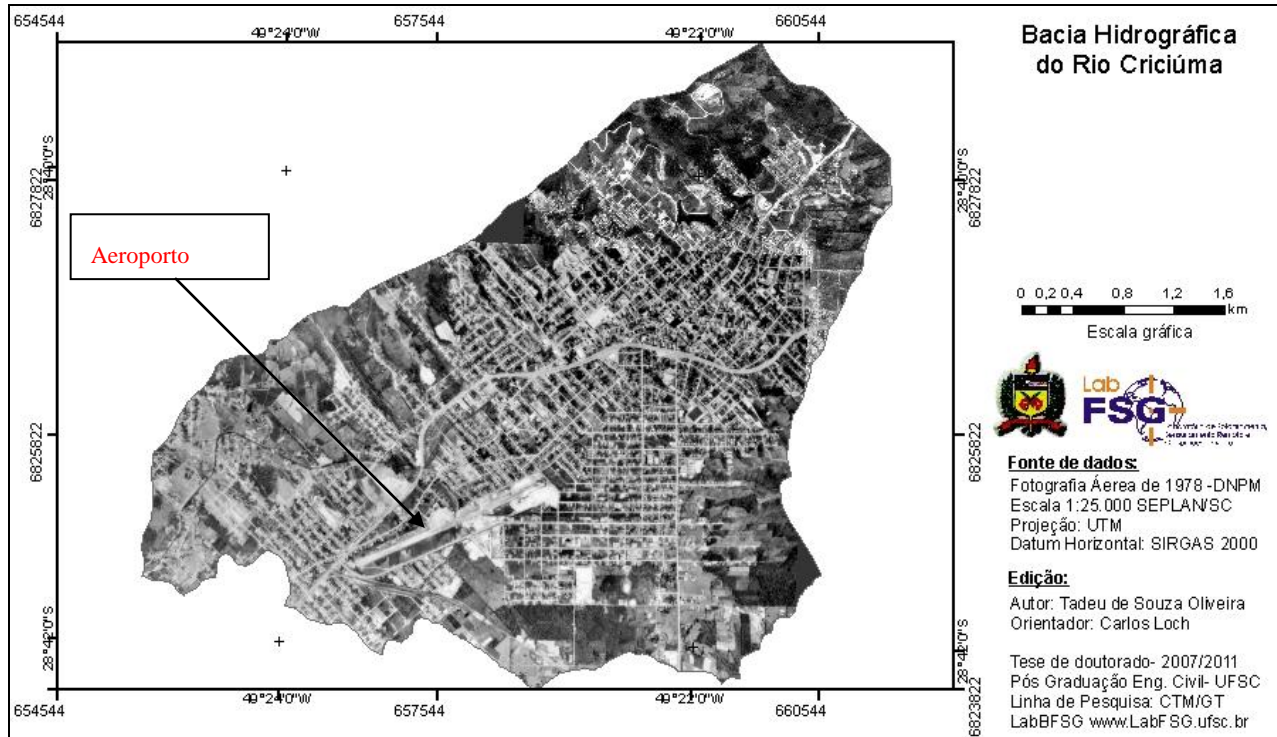 654544
657544
660544
49°24'0"W
49°22'0"W
28°40'0"S
6827822
28°40'0"S
6827822
Aeroporto
6825822
6825822
28°42'0"S
28°42'0"S
6823822
49°24'0"W
49°22'0"W
654544
657544
660544
Bacia Hidrográfica
do Rio Criciúma
0 0,2 0,4 0,8 1,2 1,6
km
Escala gráfica
Lab
FSG
Fonte de dados:
Fotografia Áerea de 1978 -DNPM
Escala 1:25.000 SEPLAN/SC
Projeção: UTM
Datum Horizontal: SIRGAS 2000
Edição:
Autor: Tadeu de Souza Oliveira
Orientador: Carlos Loch
Tese de doutorado- 2007/2011
Pós Graduação Eng. Civil- UFSC
Linha de Pesquisa: CTM/GT
LabBFSG www.LabFSG.ufsc.br